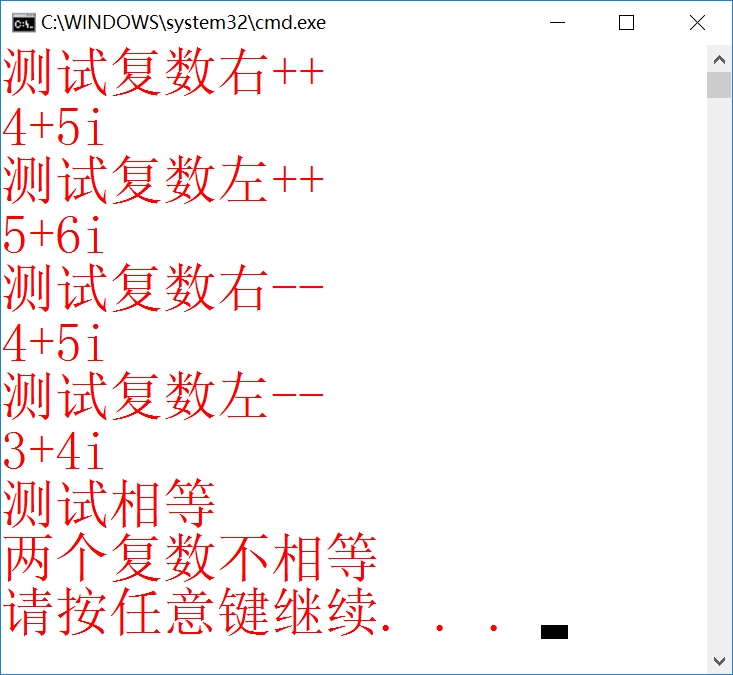 C:\WINDOWS\system32\cmd.exe
测试复数右++
4+5i
测试复数左++
5+6i
测试复数右--
4+5i
测试复数左--
3+4i
测试相等
两个复数不相等
请按任意键继续. . .